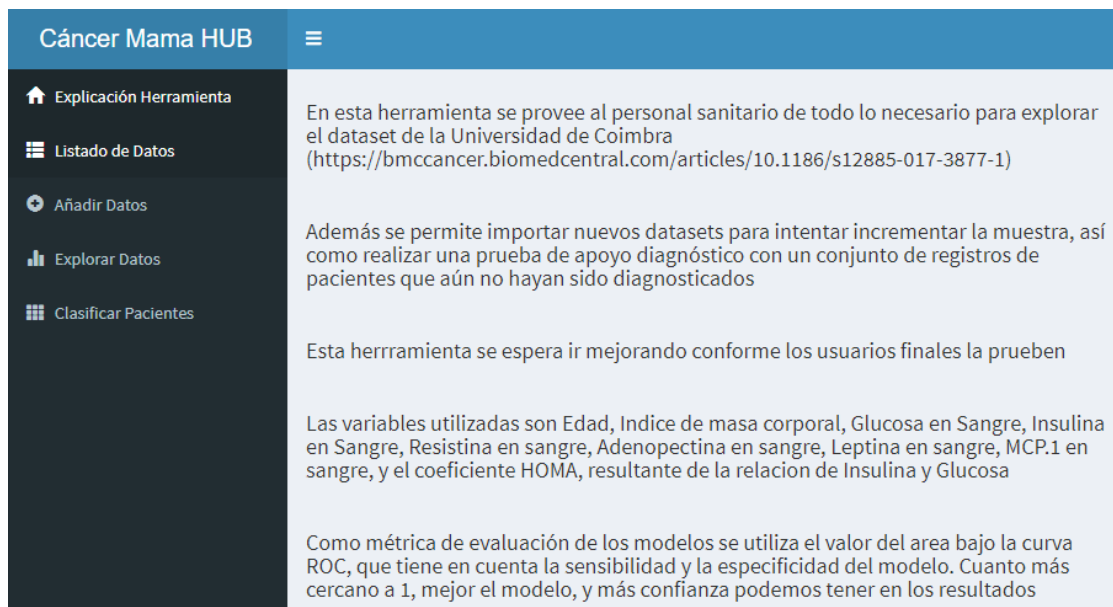 Cáncer Mama HUB
Explicación Herramienta
Listado de Datos
Añadir Datos
Explorar Datos
Clasificar Pacientes
En esta herramienta se provee al personal sanitario de todo lo necesario para explorar
el dataset de la Universidad de Coimbra
(https://bmccancer.biomedcentral.com/articles/10.1186/s12885-017-3877-1)
Además se permite importar nuevos datasets para intentar incrementar la muestra, así
como realizar una prueba de apoyo diagnóstico con un conjunto de registros de
pacientes que aún no hayan sido diagnosticados
Esta herrramienta se espera ir mejorando conforme los usuarios finales la prueben
Las variables utilizadas son Edad, Indice de masa corporal, Glucosa en Sangre, Insulina
en Sangre, Resistina en sangre, Adenopectina en sangre, Leptina en sangre, MCP.1 en
sangre, y el coeficiente HOMA, resultante de la relacion de Insulina y Glucosa
Como métrica de evaluación de los modelos se utiliza el valor del area bajo la curva
ROC, que tiene en cuenta la sensibilidad y la especificidad del modelo. Cuanto más
cercano a 1, mejor el modelo, y más confianza podemos tener en los resultados